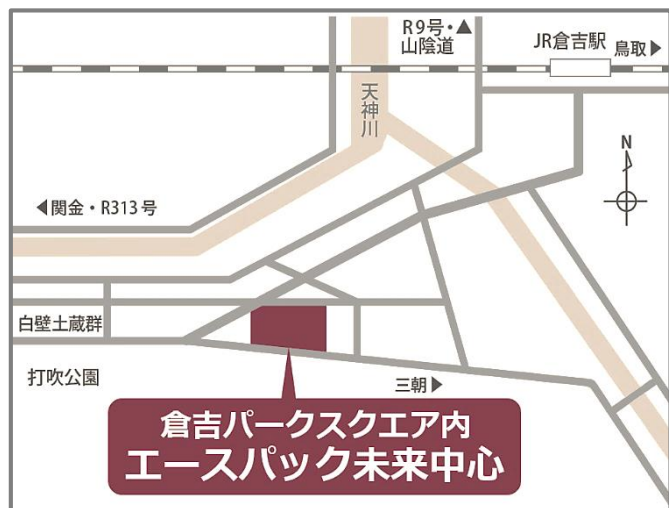 R9号・▲
山陰道
JR倉吉駅
鳥取▶
天神川
N
◀関金・R313号
白壁土蔵群
打吹公園
三朝▶
倉吉パークスクエア内
エースパック未来中心